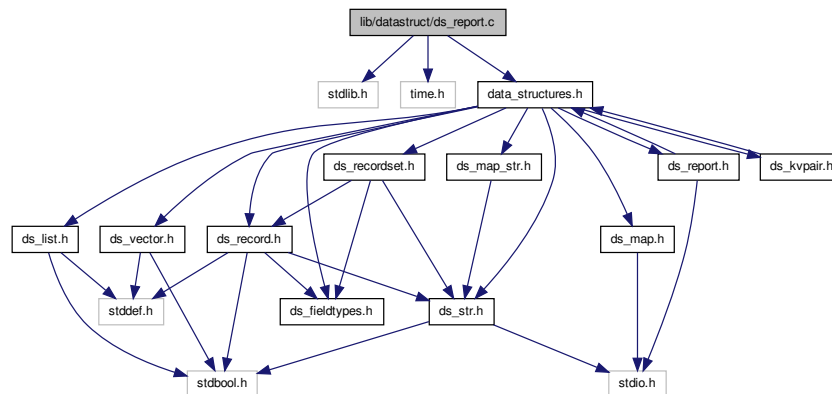 lib/datastruct/ds_report.c
stdlib.h
time.h
data_structures.h
ds_recordset.h
ds_map_str.h
ds_report.h
ds_kvpair.h
ds_list.h
ds_vector.h
ds_record.h
ds_map.h
stddef.h
ds_fieldtypes.h
ds_str.h
stdbool.h
stdio.h